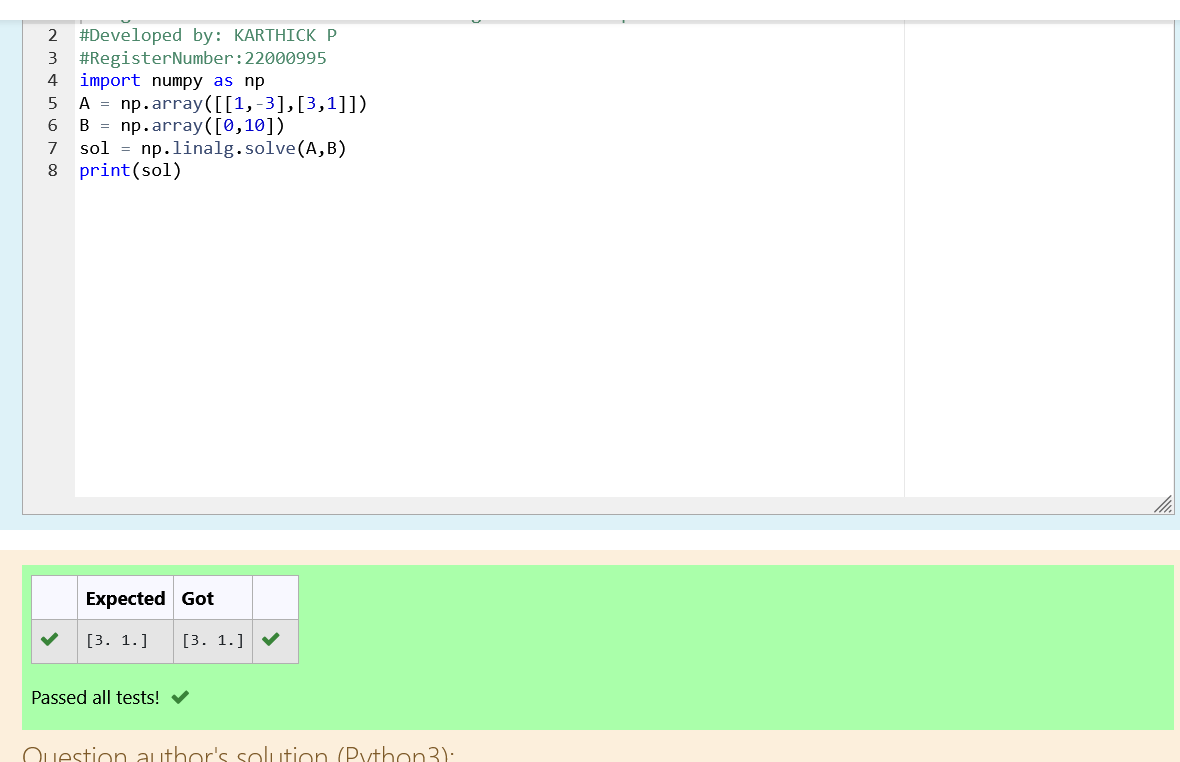 2 #Developed by: KARTHICK P
3 #RegisterNumber:22000995
4 import numpy as np
5 A = np.array([[1,-3],[3,1]])
6 B = np.array([0,10])
7 sol = np.linalg.solve(A,B)
8 print(sol)
Expected Got
[3. 1.] [3. 1.]
Passed all tests!
Question author's solution (Python3):